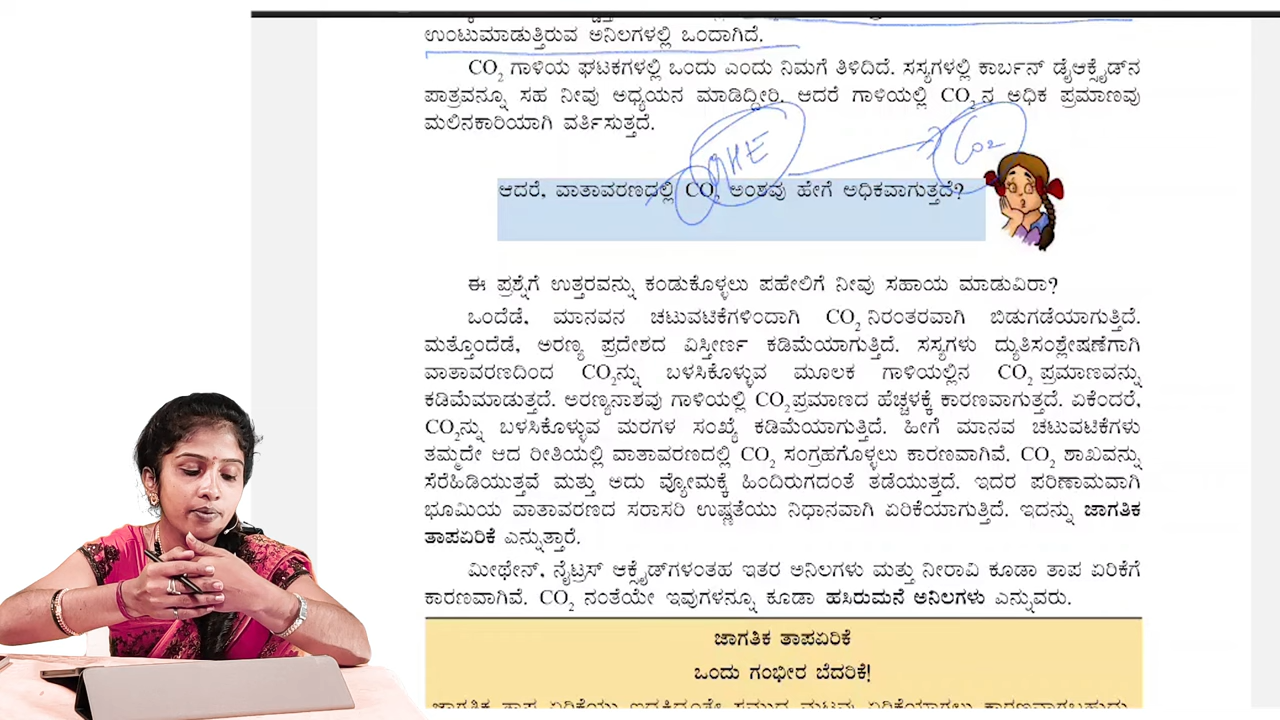 ಉಂಟುಮಾಡುತ್ತಿರುವ ಅನಿಲಗಳಲ್ಲಿ ಒಂದಾಗಿದೆ.
CO₂ ಗಾಳಿಯ ಘಟಕಗಳಲ್ಲಿ ಒಂದು ಎಂದು ನಿಮಗೆ ತಿಳಿದಿದೆ. ಸಸ್ಯಗಳಲ್ಲಿ ಕಾರ್ಬನ್ ಡೈಆಕ್ಸೈಡ್‌ನ
ಪಾತ್ರವನ್ನೂ ಸಹ ನೀವು ಅಧ್ಯಯನ ಮಾಡಿದ್ದೀರಿ. ಆದರೆ ಗಾಳಿಯಲ್ಲಿ CO₂ನ ಅಧಿಕ ಪ್ರಮಾಣವು
ಮಲಿನಕಾರಿಯಾಗಿ ವರ್ತಿಸುತ್ತದೆ.
GHE CO₂
ಆದರೆ, ವಾತಾವರಣದಲ್ಲಿ CO₂ ಅಂಶವು ಹೇಗೆ ಅಧಿಕವಾಗುತ್ತದೆ?
ಈ ಪ್ರಶ್ನೆಗೆ ಉತ್ತರವನ್ನು ಕಂಡುಕೊಳ್ಳಲು ಪಹೇಲಿಗೆ ನೀವು ಸಹಾಯ ಮಾಡುವಿರಾ?
ಒಂದೆಡೆ, ಮಾನವನ ಚಟುವಟಿಕೆಗಳಿಂದಾಗಿ CO₂ ನಿರಂತರವಾಗಿ ಬಿಡುಗಡೆಯಾಗುತ್ತಿದೆ.
ಮತ್ತೊಂದೆಡೆ, ಅರಣ್ಯ ಪ್ರದೇಶದ ವಿಸ್ತೀರ್ಣ ಕಡಿಮೆಯಾಗುತ್ತಿದೆ. ಸಸ್ಯಗಳು ದ್ಯುತಿಸಂಶ್ಲೇಷಣೆಗಾಗಿ
ವಾತಾವರಣದಿಂದ CO₂ನ್ನು ಬಳಸಿಕೊಳ್ಳುವ ಮೂಲಕ ಗಾಳಿಯಲ್ಲಿನ CO₂ ಪ್ರಮಾಣವನ್ನು
ಕಡಿಮೆಮಾಡುತ್ತದೆ. ಅರಣ್ಯನಾಶವು ಗಾಳಿಯಲ್ಲಿ CO₂ ಪ್ರಮಾಣದ ಹೆಚ್ಚಳಕ್ಕೆ ಕಾರಣವಾಗುತ್ತದೆ. ಏಕೆಂದರೆ,
CO₂ನ್ನು ಬಳಸಿಕೊಳ್ಳುವ ಮರಗಳ ಸಂಖ್ಯೆ ಕಡಿಮೆಯಾಗುತ್ತಿದೆ. ಹೀಗೆ ಮಾನವ ಚಟುವಟಿಕೆಗಳು
ತಮ್ಮದೇ ಆದ ರೀತಿಯಲ್ಲಿ ವಾತಾವರಣದಲ್ಲಿ CO₂ ಸಂಗ್ರಹಗೊಳ್ಳಲು ಕಾರಣವಾಗಿವೆ. CO₂ ಶಾಖವನ್ನು
ಸೆರೆಹಿಡಿಯುತ್ತವೆ ಮತ್ತು ಅದು ವ್ಯೋಮಕ್ಕೆ ಹಿಂದಿರುಗದಂತೆ ತಡೆಯುತ್ತದೆ. ಇದರ ಪರಿಣಾಮವಾಗಿ
ಭೂಮಿಯ ವಾತಾವರಣದ ಸರಾಸರಿ ಉಷ್ಣತೆಯು ನಿಧಾನವಾಗಿ ಏರಿಕೆಯಾಗುತ್ತಿದೆ. ಇದನ್ನು ಜಾಗತಿಕ
ತಾಪಏರಿಕೆ ಎನ್ನುತ್ತಾರೆ.
ಮೀಥೇನ್, ನೈಟ್ರಸ್ ಆಕ್ಸೈಡ್‌ಗಳಂತಹ ಇತರ ಅನಿಲಗಳು ಮತ್ತು ನೀರಾವಿ ಕೂಡಾ ತಾಪ ಏರಿಕೆಗೆ
ಕಾರಣವಾಗಿವೆ. CO₂ ನಂತೆಯೇ ಇವುಗಳನ್ನೂ ಕೂಡಾ ಹಸಿರುಮನೆ ಅನಿಲಗಳು ಎನ್ನುವರು.
ಜಾಗತಿಕ ತಾಪಏರಿಕೆ
ಒಂದು ಗಂಭೀರ ಬೆದರಿಕೆ!